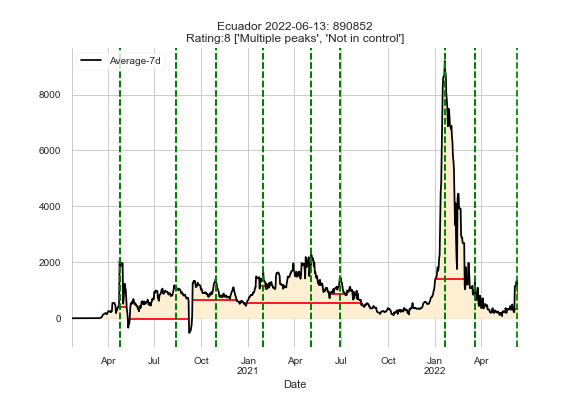 Ecuador 2022-06-13: 890852
Rating:8 ['Multiple peaks', 'Not in control']
Average-7d
8000
6000
4000
2000
0
Apr Jul Oct Jan Apr Jul Oct Jan Apr
2021 2022
Date